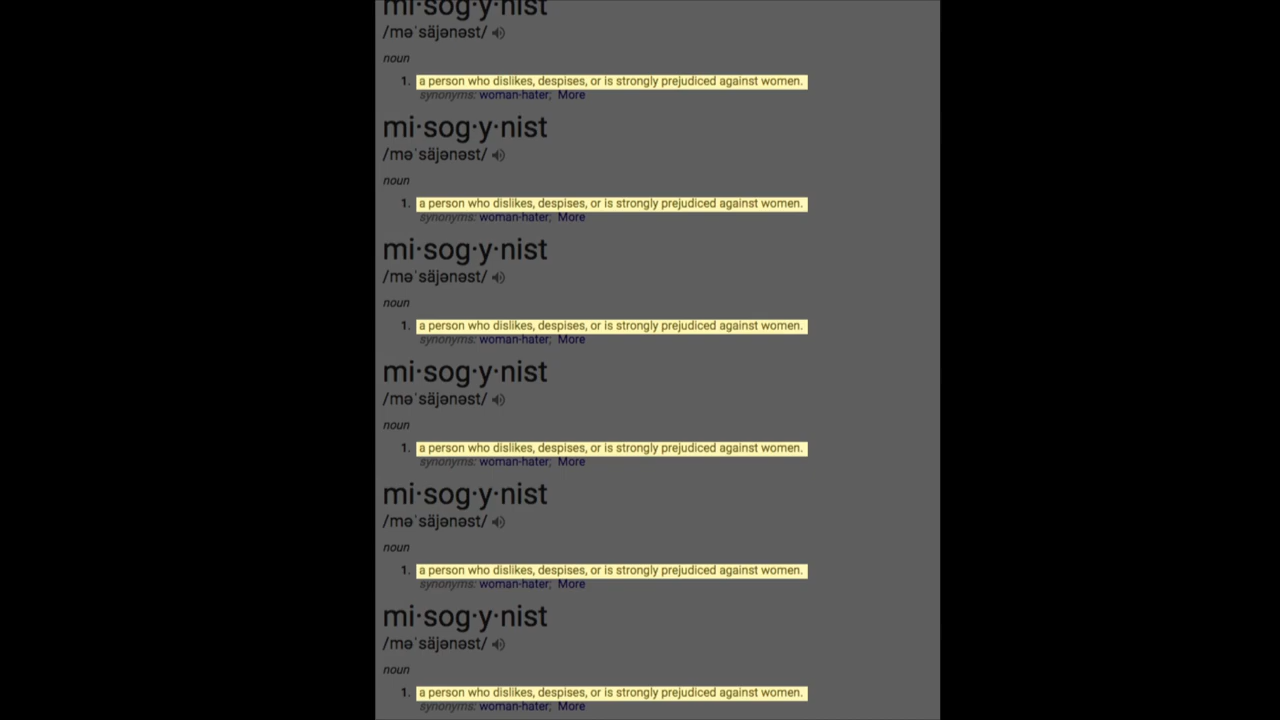 mi·sog·y·nist
/məˈsäjənəst/
noun
1. a person who dislikes, despises, or is strongly prejudiced against women.
synonyms: woman-hater; More
mi·sog·y·nist
/məˈsäjənəst/
noun
1. a person who dislikes, despises, or is strongly prejudiced against women.
synonyms: woman-hater; More
mi·sog·y·nist
/məˈsäjənəst/
noun
1. a person who dislikes, despises, or is strongly prejudiced against women.
synonyms: woman-hater; More
mi·sog·y·nist
/məˈsäjənəst/
noun
1. a person who dislikes, despises, or is strongly prejudiced against women.
synonyms: woman-hater; More
mi·sog·y·nist
/məˈsäjənəst/
noun
1. a person who dislikes, despises, or is strongly prejudiced against women.
synonyms: woman-hater; More
mi·sog·y·nist
/məˈsäjənəst/
noun
1. a person who dislikes, despises, or is strongly prejudiced against women.
synonyms: woman-hater; More